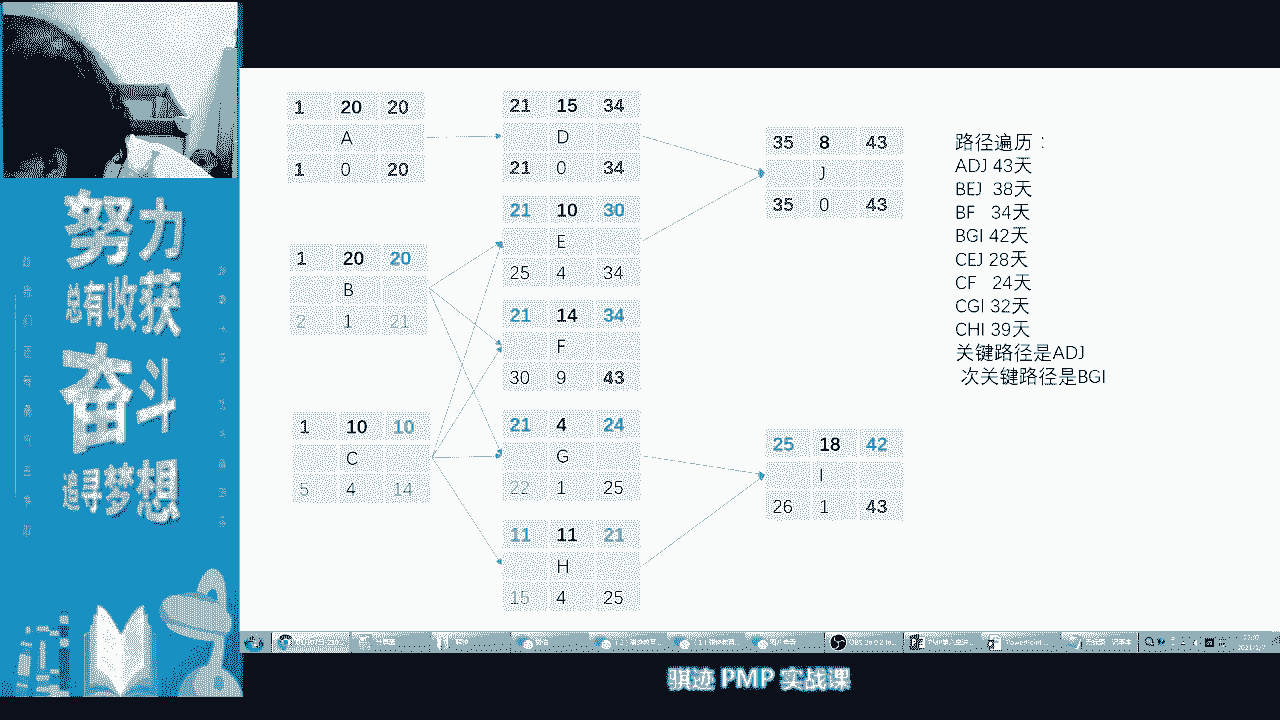 努力
总有收获
奋斗
追寻梦想
1 20 20
A
1 0 20
1 20 20
B
2 1 21
1 10 10
C
5 4 14
21 15 34
D
21 0 34
21 10 30
E
25 4 34
21 14 34
F
30 9 43
21 4 24
G
22 1 25
11 11 21
H
15 4 25
35 8 43
J
35 0 43
25 18 42
I
26 1 43
路径遍历：
ADJ 43天
BEJ 38天
BF 34天
BGI 42天
CEJ 28天
CF 24天
CGI 32天
CHI 39天
关键路径是ADJ
次关键路径是BGI
骐迹 PMP 实战课